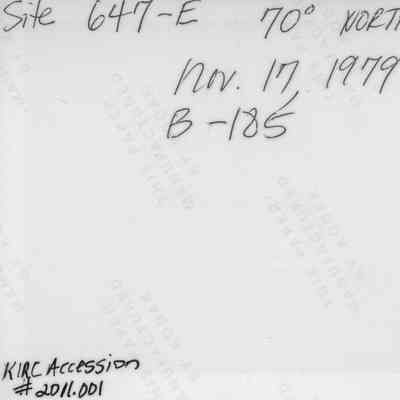 Site 647-E 70° NORTH
Nov. 17, 1979
B-185
KIRC Accession
# 2011.001